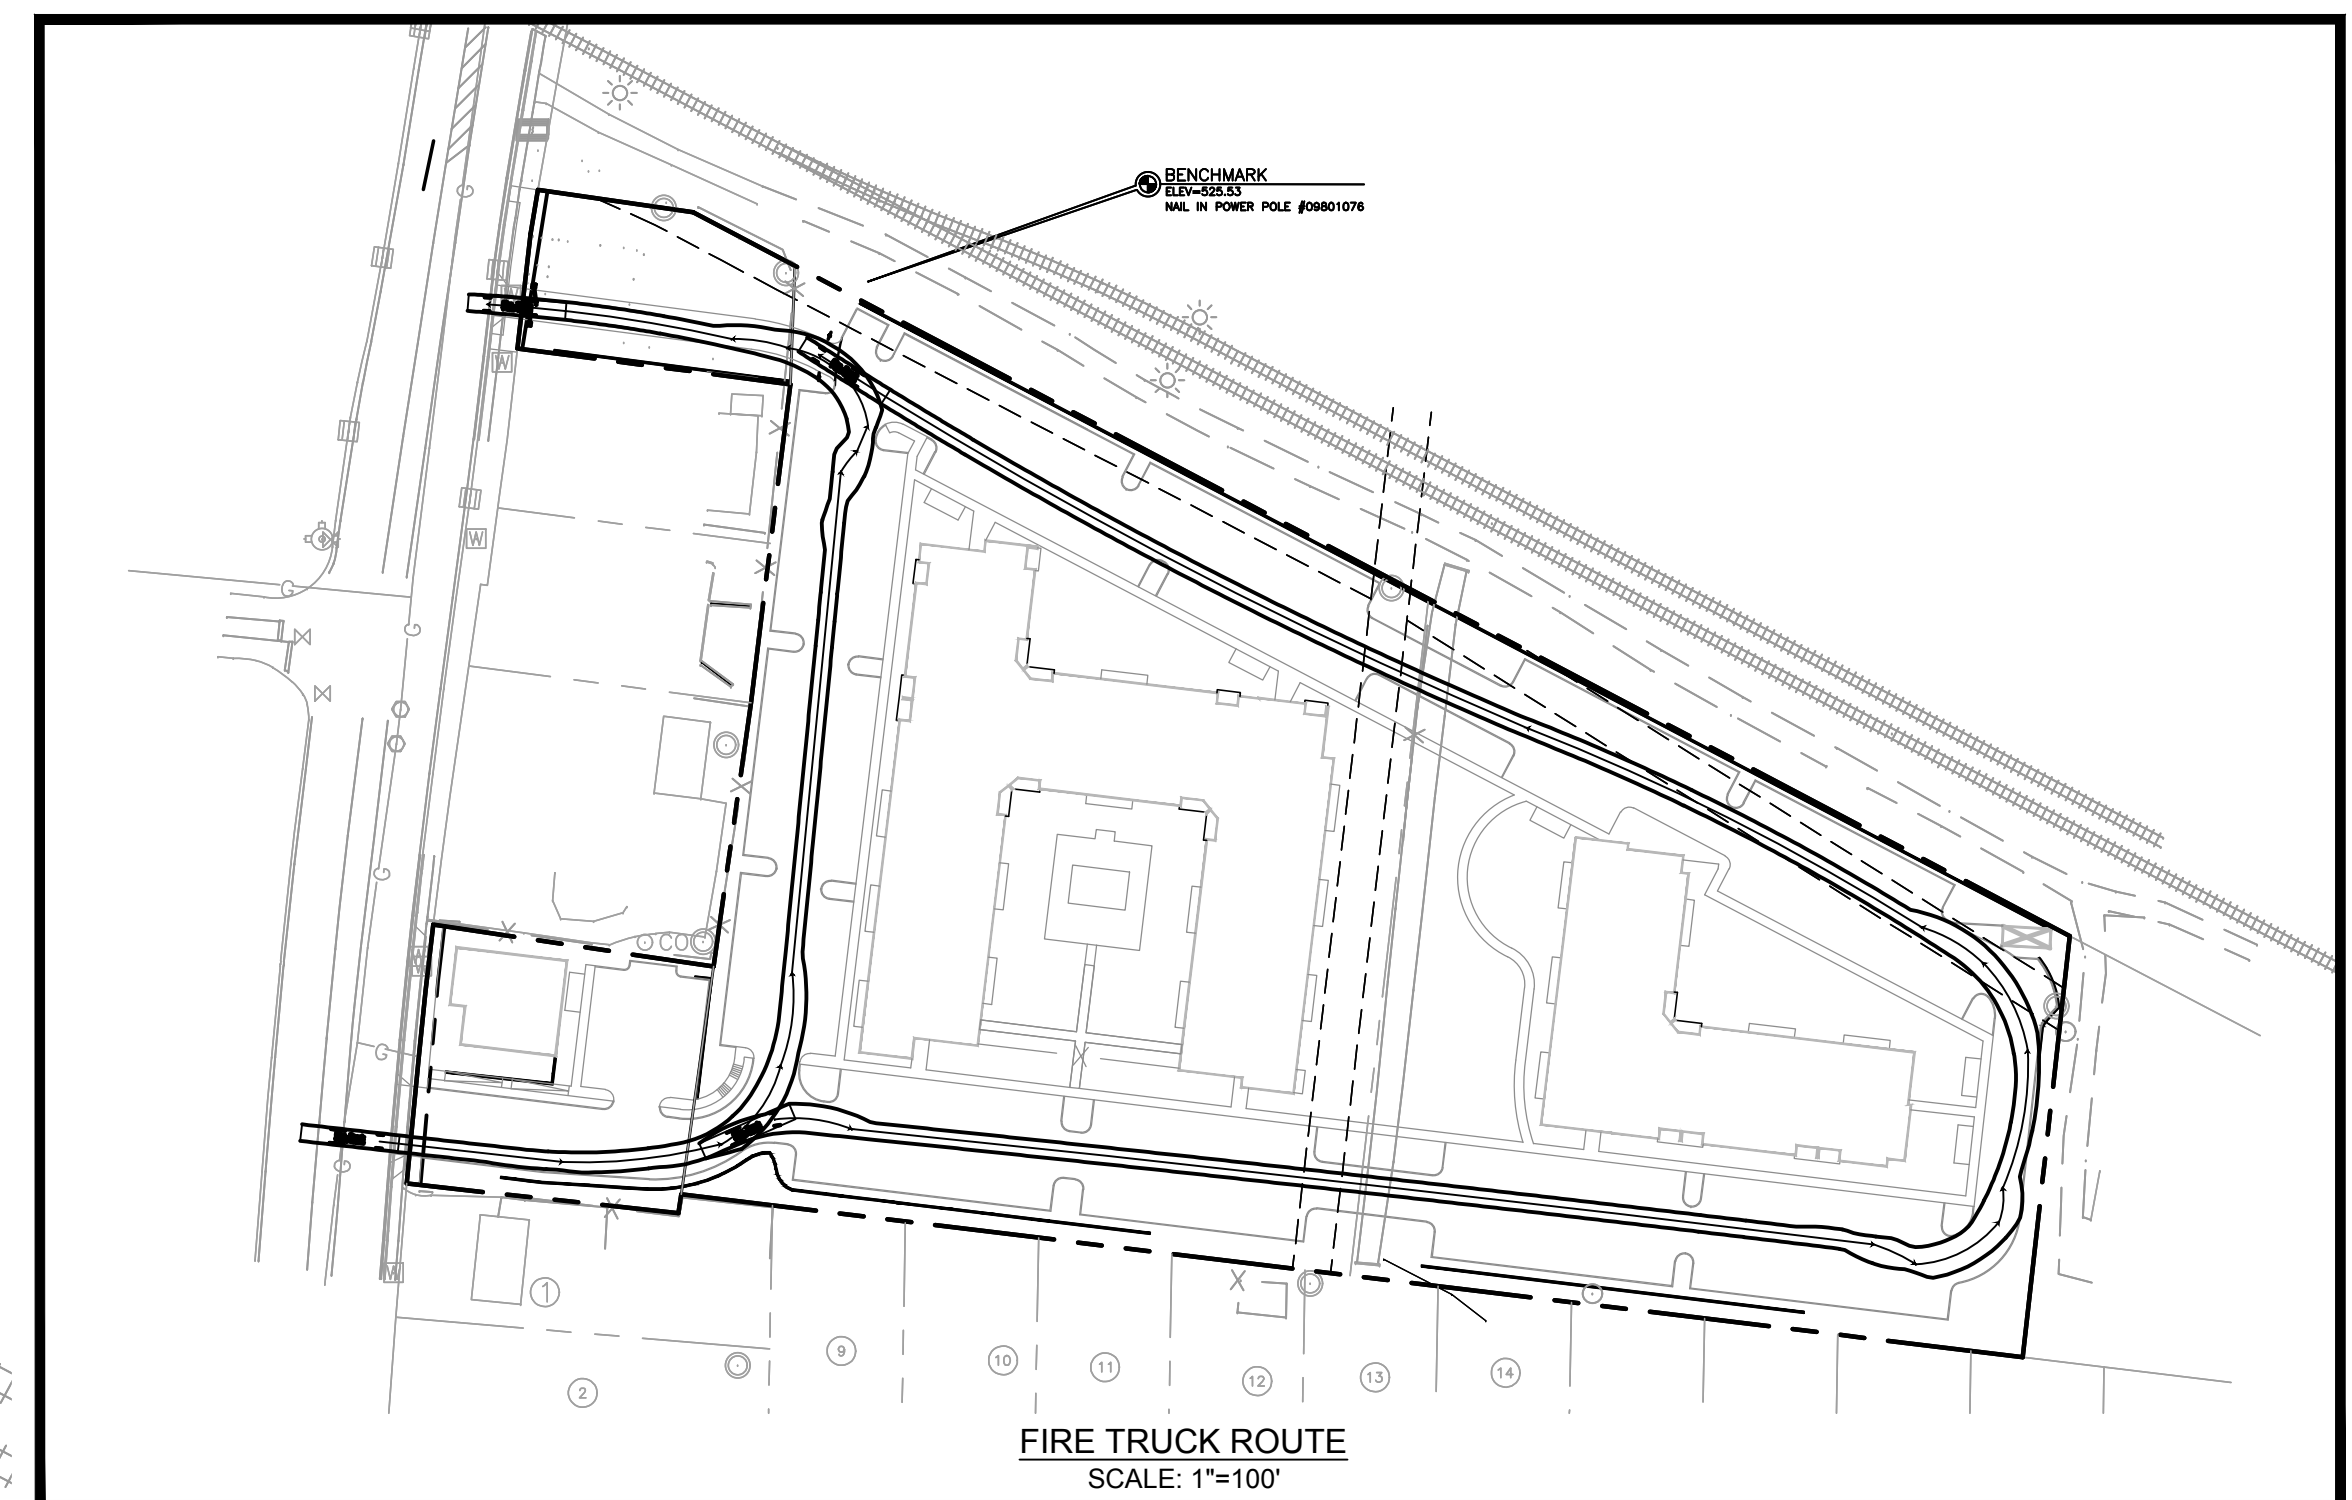 BENCHMARK
ELEV=525.53
NAIL IN POWER POLE #09801076
G
W
G
W
G
G
G
CO
W
G
G
W
1
9
10
11
12
13
14
2
FIRE TRUCK ROUTE
SCALE: 1"=100'